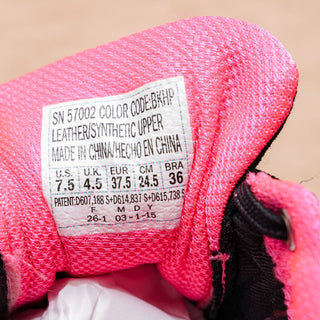 SN 57002 COLOR CODE:BKHP
LEATHER/SYNTHETIC UPPER
MADE IN CHINA/HECHO EN CHINA
U.S. U.K. EUR CM BRA
7.5 4.5 37.5 24.5 36
PATENT:D607,188 S+D614,837 S+D615,738 S
F M D Y
26-1 03-1-15